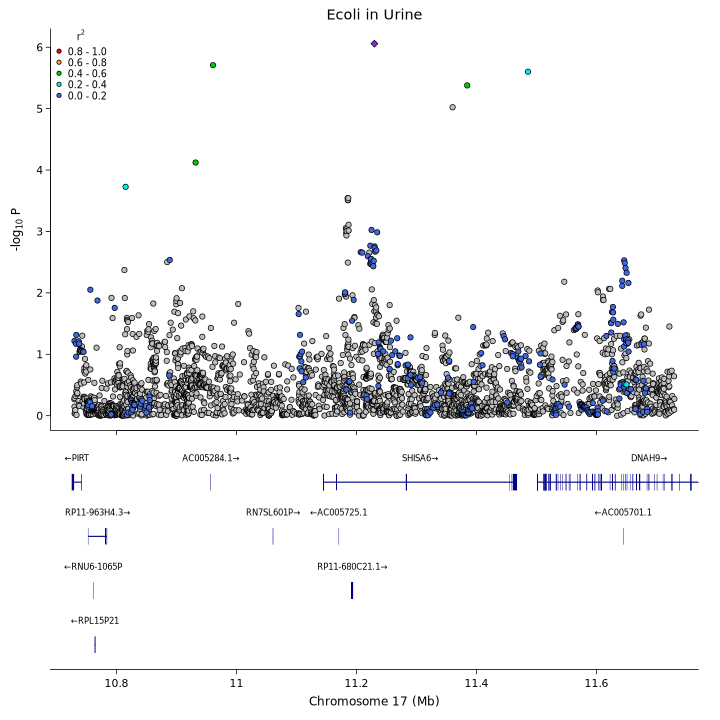 Ecoli in Urine
r²
0.8 - 1.0
0.6 - 0.8
0.4 - 0.6
0.2 - 0.4
0.0 - 0.2
6
5
4
3
2
1
0
-log10 P
←PIRT AC005284.1→ SHISA6→ DNAH9→
RP11-963H4.3→ RN7SL601P→ ←AC005725.1 ←AC005701.1
←RNU6-1065P RP11-680C21.1→
←RPL15P21
10.8 11 11.2 11.4 11.6
Chromosome 17 (Mb)